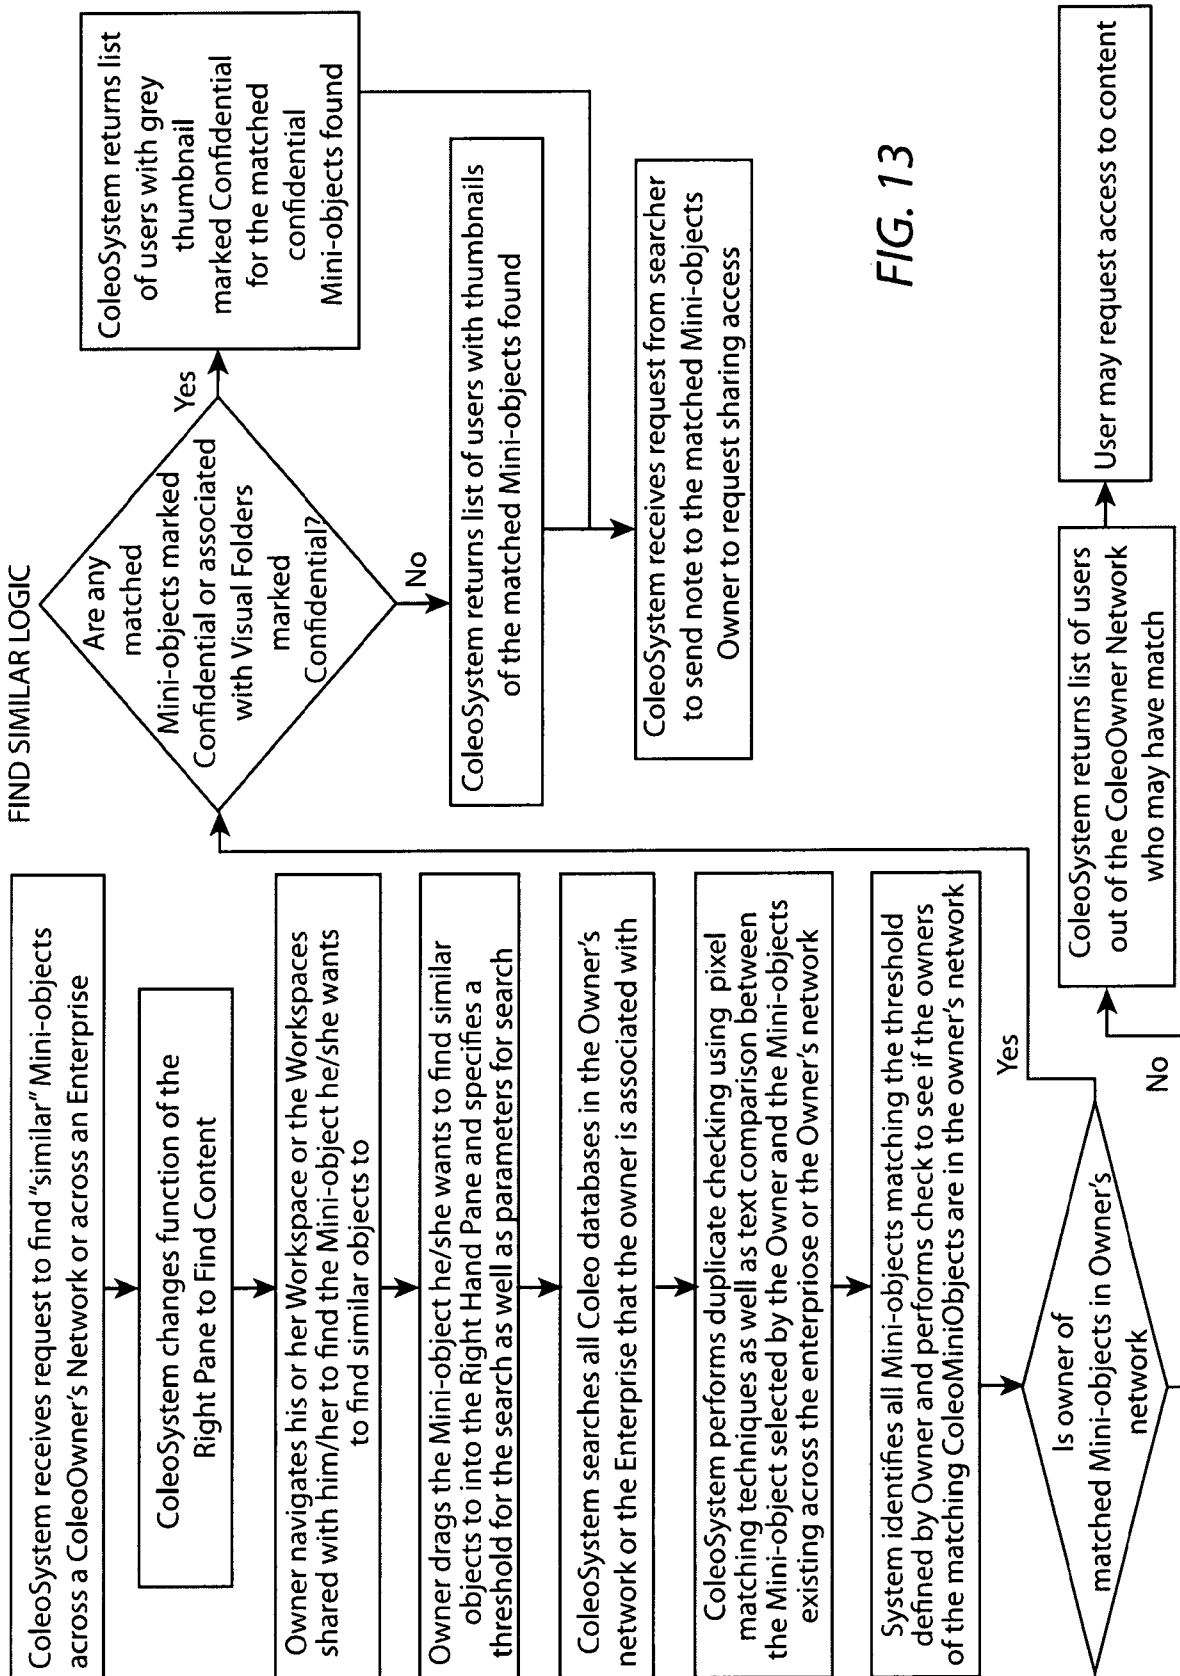 FIND SIMILAR LOGIC
ColeoSystem receives request to find "similar" Mini-objects
across a ColeoOwner's Network or across an Enterprise
ColeoSystem changes function of the
Right Pane to Find Content
Owner navigates his or her Workspace or the Workspaces
shared with him/her to find the Mini-object he/she wants
to find similar objects to
Owner drags the Mini-object he/she wants to find similar
objects to into the Right Hand Pane and specifies a
threshold for the search as well as parameters for search
ColeoSystem searches all Coleo databases in the Owner's
network or the Enterprise that the owner is associated with
ColeoSystem performs duplicate checking using pixel
matching techniques as well as text comparison between
the Mini-object selected by the Owner and the Mini-objects
existing across the enterpriose or the Owner's network
System identifies all Mini-objects matching the threshold
defined by Owner and performs check to see if the owners
of the matching ColeoMiniObjects are in the owner's network
Is owner of
matched Mini-objects in Owner's
network
Yes
No
Are any
matched
Mini-objects marked
Confidential or associated
with Visual Folders
marked
Confidential?
Yes
No
ColeoSystem returns list
of users with grey
thumbnail
marked Confidential
for the matched
confidential
Mini-objects found
ColeoSystem returns list of users with thumbnails
of the matched Mini-objects found
ColeoSystem receives request from searcher
to send note to the matched Mini-objects
Owner to request sharing access
ColeoSystem returns list of users
out of the ColeoOwner Network
who may have match
User may request access to content
FIG. 13